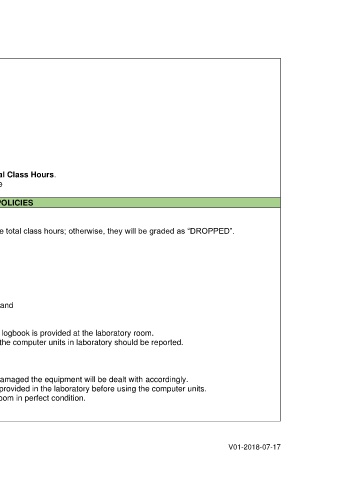 al Class Hours.
e
POLICIES
e total class hours; otherwise, they will be graded as “DROPPED”.
and
logbook is provided at the laboratory room.
the computer units in laboratory should be reported.
amaged the equipment will be dealt with accordingly.
provided in the laboratory before using the computer units.
oom in perfect condition.
V01-2018-07-17